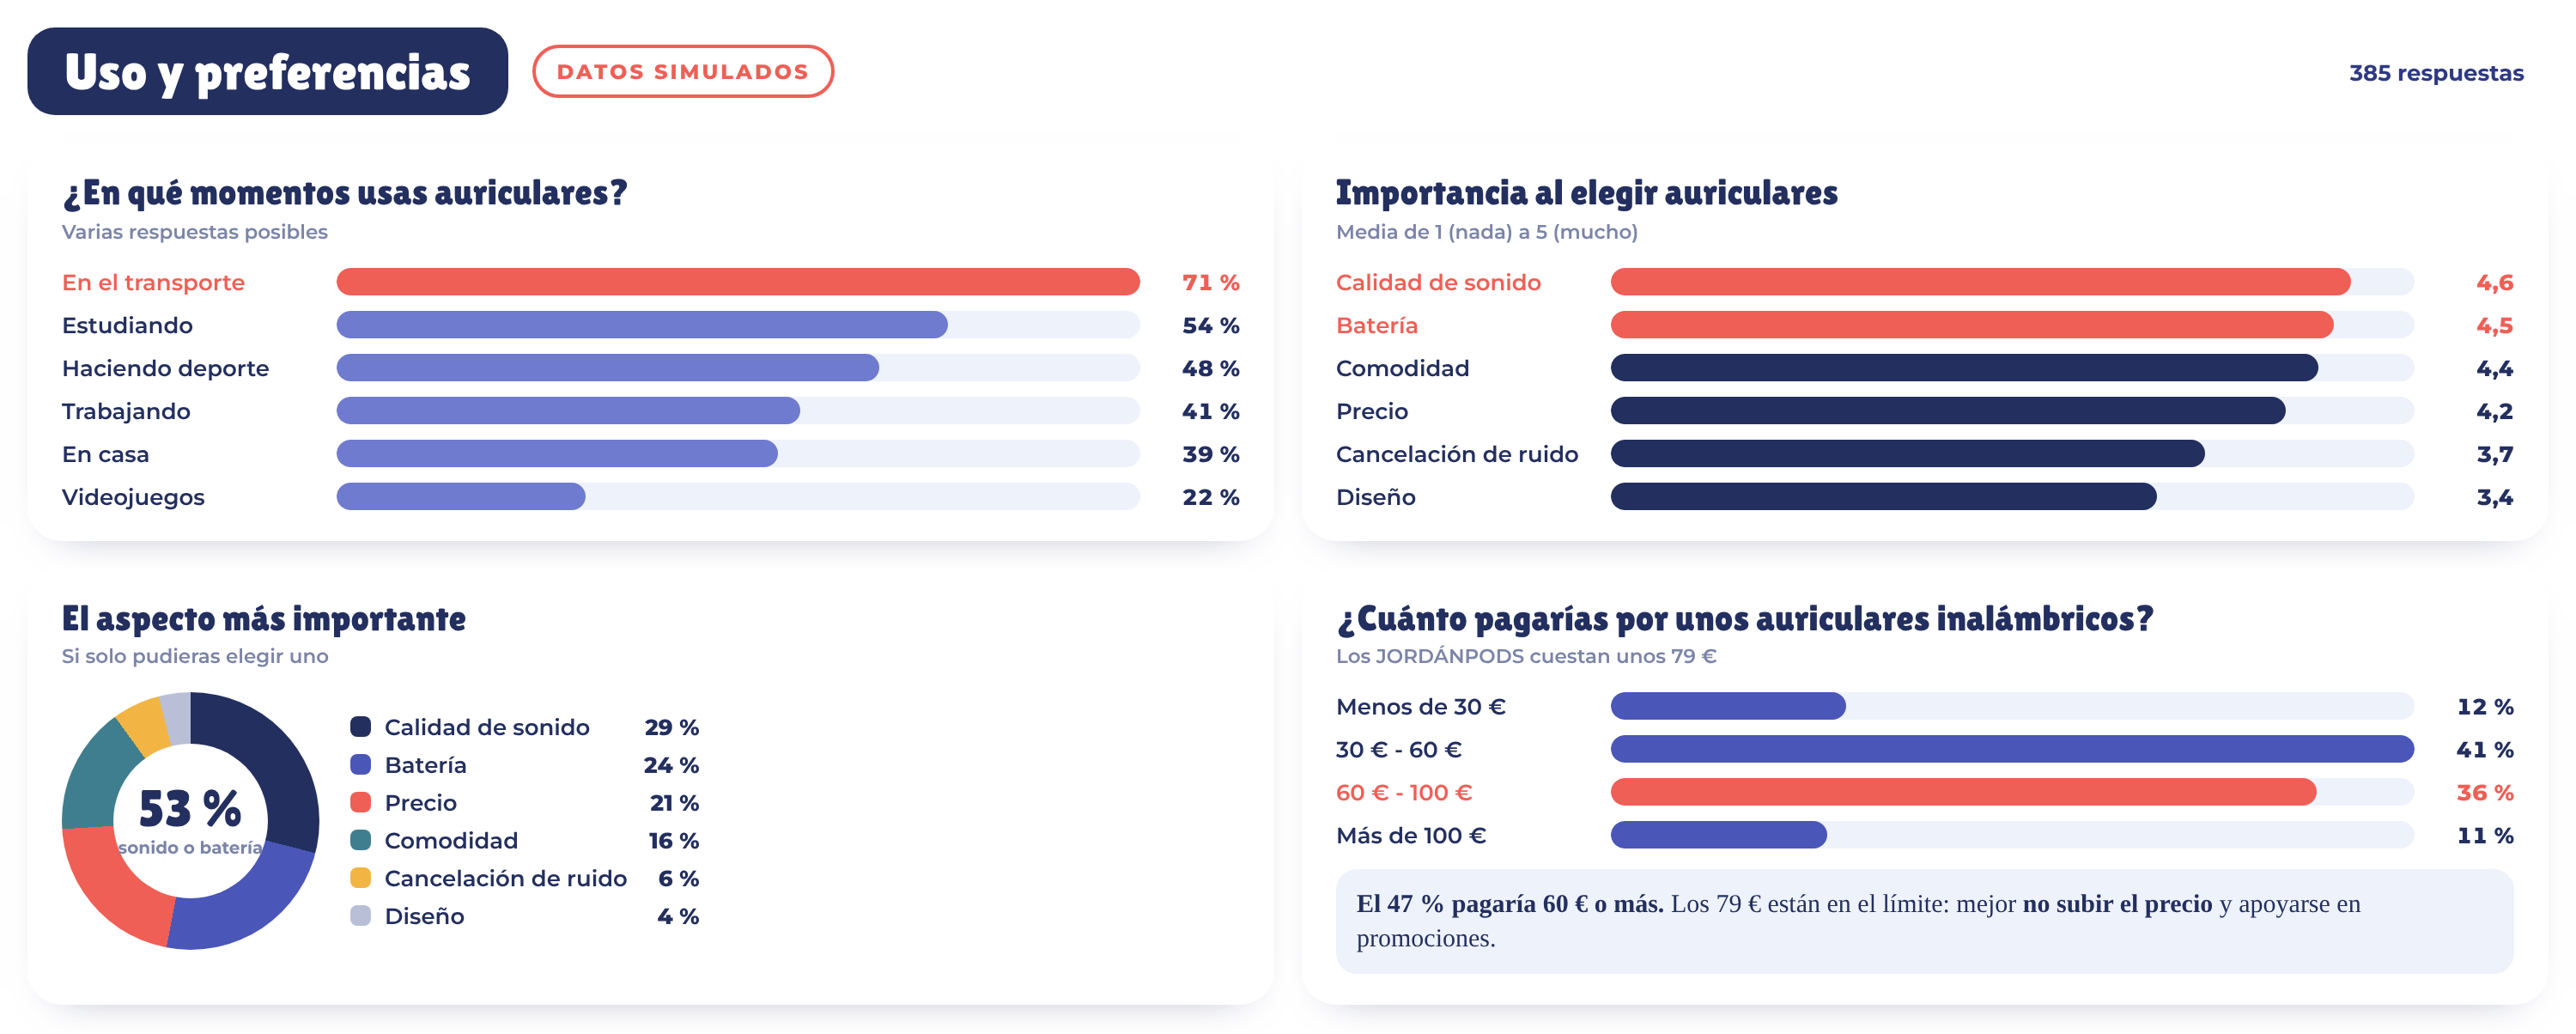 Uso y preferencias
DATOS SIMULADOS
385 respuestas
¿En qué momentos usas auriculares?
Varias respuestas posibles
En el transporte 71 %
Estudiando 54 %
Haciendo deporte 48 %
Trabajando 41 %
En casa 39 %
Videojuegos 22 %
Importancia al elegir auriculares
Media de 1 (nada) a 5 (mucho)
Calidad de sonido 4,6
Batería 4,5
Comodidad 4,4
Precio 4,2
Cancelación de ruido 3,7
Diseño 3,4
El aspecto más importante
Si solo pudieras elegir uno
53 %
sonido o batería
Calidad de sonido 29 %
Batería 24 %
Precio 21 %
Comodidad 16 %
Cancelación de ruido 6 %
Diseño 4 %
¿Cuánto pagarías por unos auriculares inalámbricos?
Los JORDÁNPODS cuestan unos 79 €
Menos de 30 € 12 %
30 € - 60 € 41 %
60 € - 100 € 36 %
Más de 100 € 11 %
El 47 % pagaría 60 € o más. Los 79 € están en el límite: mejor no subir el precio y apoyarse en
promociones.